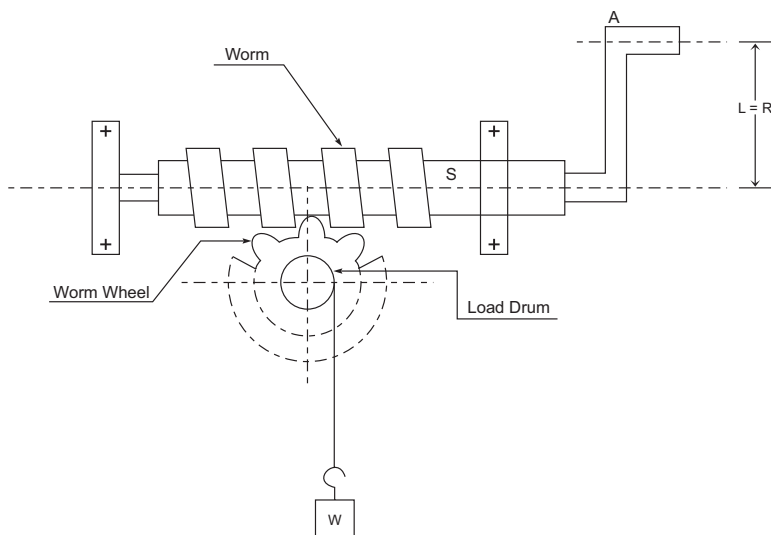 A
Worm
L = R
S
Worm Wheel
Load Drum
W